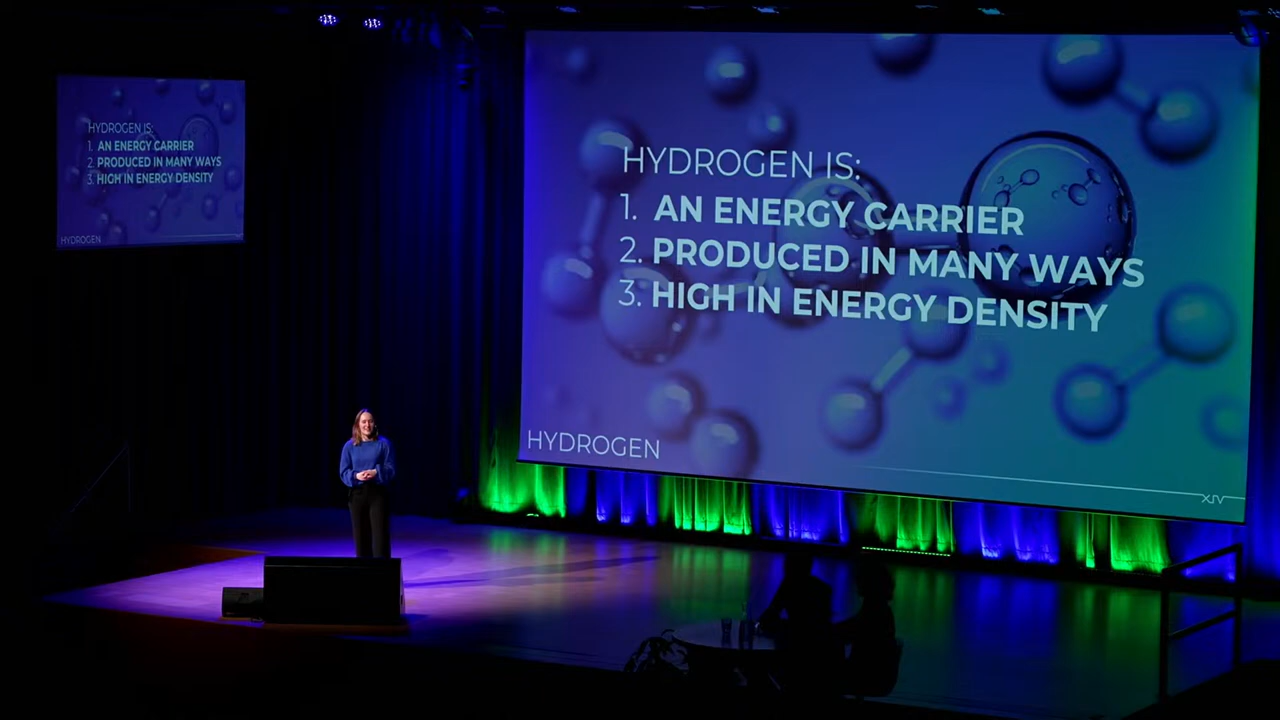 HYDROGEN IS:
1. AN ENERGY CARRIER
2. PRODUCED IN MANY WAYS
3. HIGH IN ENERGY DENSITY
HYDROGEN
HYDROGEN IS:
1. AN ENERGY CARRIER
2. PRODUCED IN MANY WAYS
3. HIGH IN ENERGY DENSITY
HYDROGEN
XIV